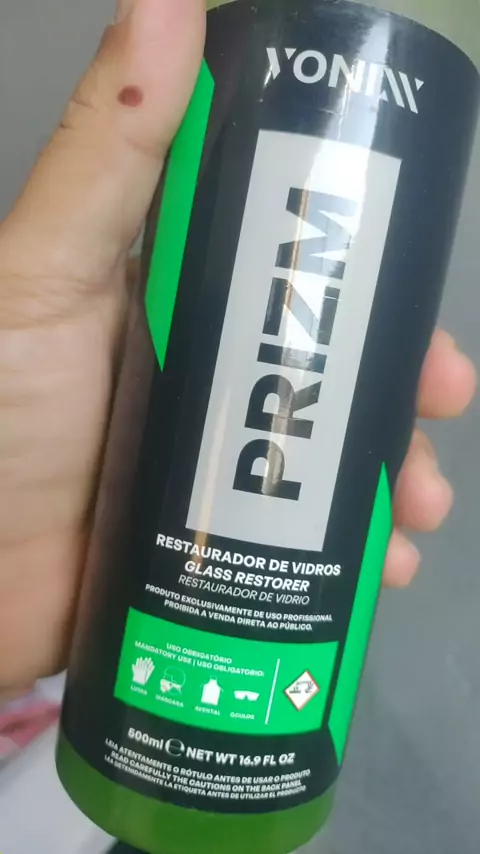 VONIXX
PRIZM
RESTAURADOR DE VIDROS
GLASS RESTORER
RESTAURADOR DE VIDRIO
PRODUTO EXCLUSIVAMENTE DE USO PROFISSIONAL
PROIBIDA A VENDA DIRETA AO PÚBLICO.
USO OBRIGATÓRIO
MANDATORY USE | USO OBLIGATORIO:
LUVAS MÁSCARA AVENTAL ÓCULOS
500ml ℮ NET WT 16.9 FL OZ
LEIA ATENTAMENTE O RÓTULO ANTES DE USAR O PRODUTO
READ CAREFULLY THE CAUTIONS ON THE BACK PANEL
LEA DETENIDAMENTE LA ETIQUETA ANTES DE UTILIZAR EL PRODUCTO